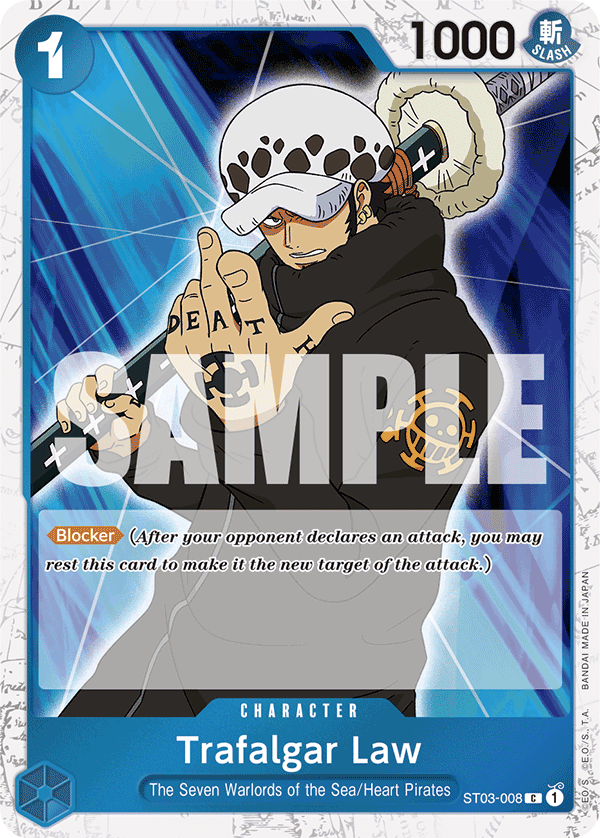 1
1000
斬
SLASH
DEATH
SAMPLE
Blocker (After your opponent declares an attack, you may
rest this card to make it the new target of the attack.)
CHARACTER
Trafalgar Law
The Seven Warlords of the Sea/Heart Pirates
ST03-008 C 1
BANDAI MADE IN JAPAN